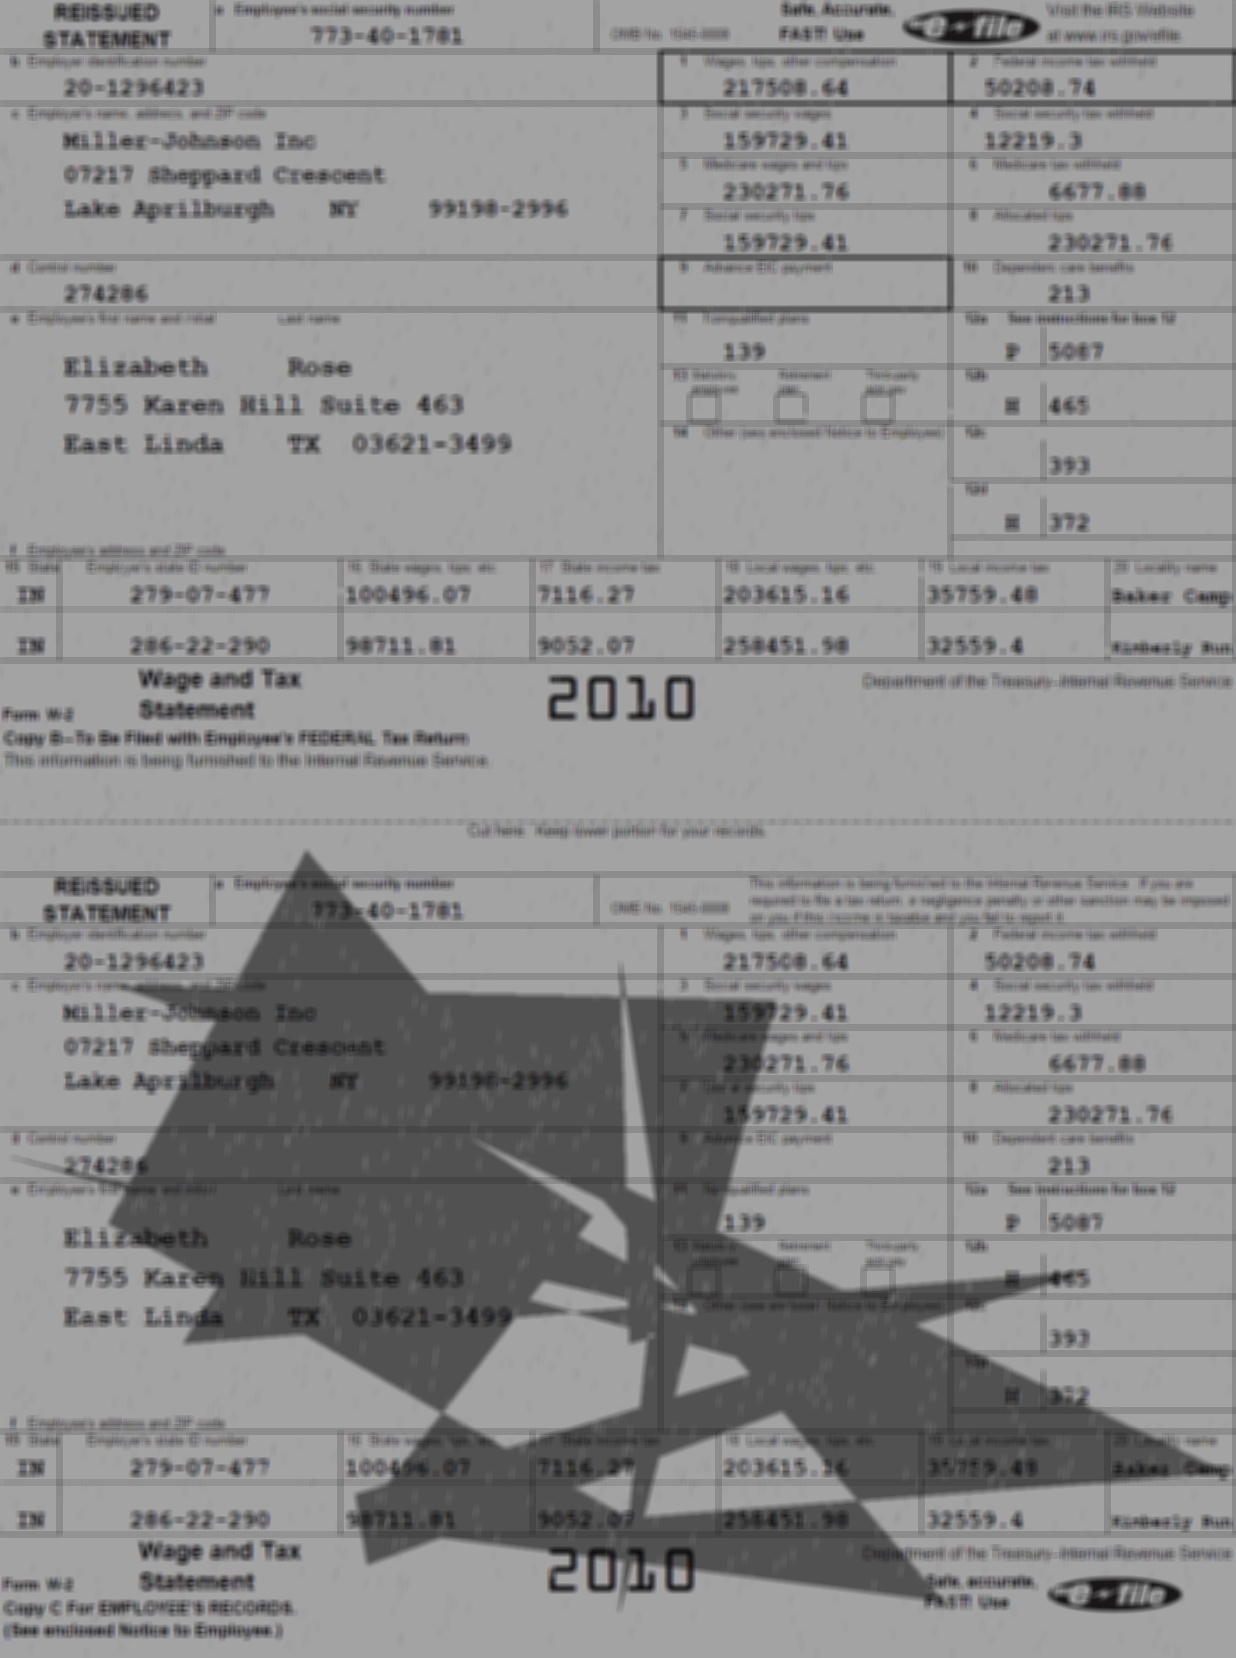 REISSUED STATEMENT
a Employee's social security number
773-40-1781
OMB No. 1545-0008
Safe, Accurate, FAST! Use
e file
Visit the IRS Website at www.irs.gov/efile.
b Employer identification number
20-1296423
1 Wages, tips, other compensation
217508.64
2 Federal income tax withheld
50208.74
c Employer's name, address, and ZIP code
Miller-Johnson Inc
07217 Sheppard Crescent
Lake Aprilburgh NY 99198-2996
3 Social security wages
159729.41
4 Social security tax withheld
12219.3
5 Medicare wages and tips
230271.76
6 Medicare tax withheld
6677.88
7 Social security tips
159729.41
8 Allocated tips
230271.76
d Control number
274286
9 Advance EIC payment
10 Dependent care benefits
213
e Employee's first name and initial Last name
Elizabeth Rose
7755 Karen Hill Suite 463
East Linda TX 03621-3499
11 Nonqualified plans
139
12a See instructions for box 12
P 5087
13 Statutory employee Retirement plan Third-party sick pay
12b
H 465
14 Other (see enclosed Notice to Employee)
12c
393
12d
H 372
f Employee's address and ZIP code
15 State Employer's state ID number 16 State wages, tips, etc. 17 State income tax 18 Local wages, tips, etc. 19 Local income tax 20 Locality name
IN 279-07-477 100496.07 7116.27 203615.16 35759.48 Baker Camp
IN 286-22-290 98711.81 9052.07 258451.98 32559.4 Kimberly Run
Form W-2 Wage and Tax Statement
2010
Department of the Treasury–Internal Revenue Service
Copy B–To Be Filed with Employee's FEDERAL Tax Return
This information is being furnished to the Internal Revenue Service.
Cut here. Keep lower portion for your records.
REISSUED STATEMENT
a Employee's social security number
773-40-1781
OMB No. 1545-0008
This information is being furnished to the Internal Revenue Service. If you are
required to file a tax return, a negligence penalty or other sanction may be imposed
on you if this income is taxable and you fail to report it.
b Employer identification number
20-1296423
1 Wages, tips, other compensation
217508.64
2 Federal income tax withheld
50208.74
c Employer's name, address, and ZIP code
Miller-Johnson Inc
07217 Sheppard Crescent
Lake Aprilburgh NY 99198-2996
3 Social security wages
159729.41
4 Social security tax withheld
12219.3
5 Medicare wages and tips
230271.76
6 Medicare tax withheld
6677.88
7 Social security tips
159729.41
8 Allocated tips
230271.76
d Control number
274286
9 Advance EIC payment
10 Dependent care benefits
213
e Employee's first name and initial Last name
Elizabeth Rose
7755 Karen Hill Suite 463
East Linda TX 03621-3499
11 Nonqualified plans
139
12a See instructions for box 12
P 5087
13 Statutory employee Retirement plan Third-party sick pay
12b
H 465
14 Other (see enclosed Notice to Employee)
12c
393
12d
H 372
f Employee's address and ZIP code
15 State Employer's state ID number 16 State wages, tips, etc. 17 State income tax 18 Local wages, tips, etc. 19 Local income tax 20 Locality name
IN 279-07-477 100496.07 7116.27 203615.16 35759.48 Baker Camp
IN 286-22-290 98711.81 9052.07 258451.98 32559.4 Kimberly Run
Form W-2 Wage and Tax Statement
2010
Department of the Treasury–Internal Revenue Service
Safe, accurate, FAST! Use
e file
Copy C For EMPLOYEE'S RECORDS.
(See enclosed Notice to Employee.)